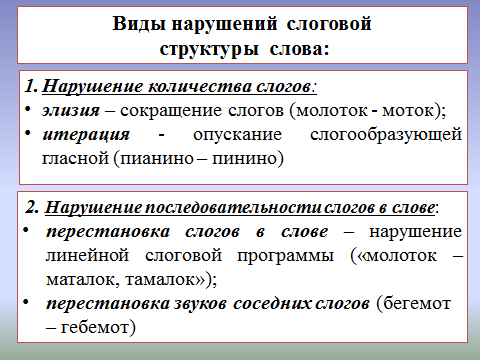 Виды нарушений слоговой
структуры слова:
1. Нарушение количества слогов:
• элизия – сокращение слогов (молоток - моток);
• итерация - опускание слогообразующей
гласной (пианино – пинино)
2. Нарушение последовательности слогов в слове:
• перестановка слогов в слове – нарушение
линейной слоговой программы («молоток –
маталок, тамалок»);
• перестановка звуков соседних слогов (бегемот
– гебемот)